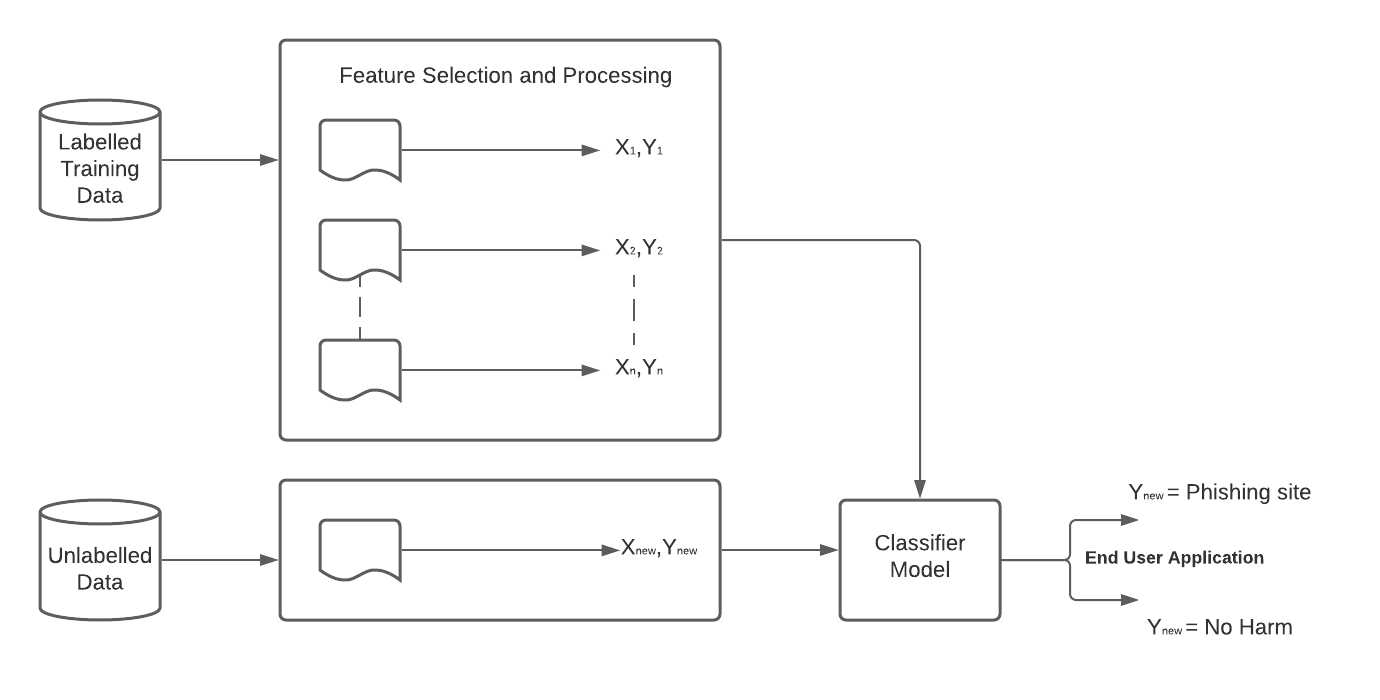 Feature Selection and Processing
Labelled
Training
Data
X₁,Y₁
X₂,Y₂
Xₙ,Yₙ
Unlabelled
Data
Xnew,Ynew
Classifier
Model
Ynew = Phishing site
End User Application
Ynew = No Harm